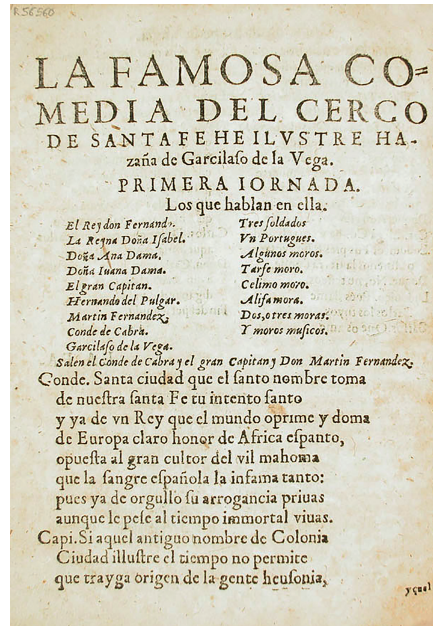 R 56560
LA FAMOSA CO=
MEDIA DEL CERCO
DE SANTA FE HE ILVSTRE HA-
zaña de Garcilaſo de la Vega.
PRIMERA IORNADA.
Los que hablan en ella.
El Rey don Fernando.
La Reyna Doña Iſabel.
Doña Ana Dama.
Doña Iuana Dama.
El gran Capitan.
Hernando del Pulgar.
Martin Fernandez.
Conde de Cabra.
Garcilaſo de la Vega.
Tres ſoldados
Vn Portugues.
Algunos moros.
Tarfe moro.
Celimo moro.
Aliſa mora.
Dos, o tres moras.
Y moros muſicos.
Salen el Conde de Cabra y el gran Capitan y Don Martin Fernandez.
Conde. Santa ciudad que el ſanto nombre toma
de nueſtra santa Fe tu intento ſanto
y ya de vn Rey que el mundo oprime y doma
de Europa claro honor de Africa eſpanto,
opueſta al gran cultor del vil mahoma
que la ſangre eſpañola la infama tanto:
pues ya de orgullo ſu arrogancia priuas
aunque le peſe al tiempo immortal viuas.
Capi. Si aquel antiguo nombre de Colonia
Ciudad illuſtre el tiempo no permite
que trayga origen de la gente